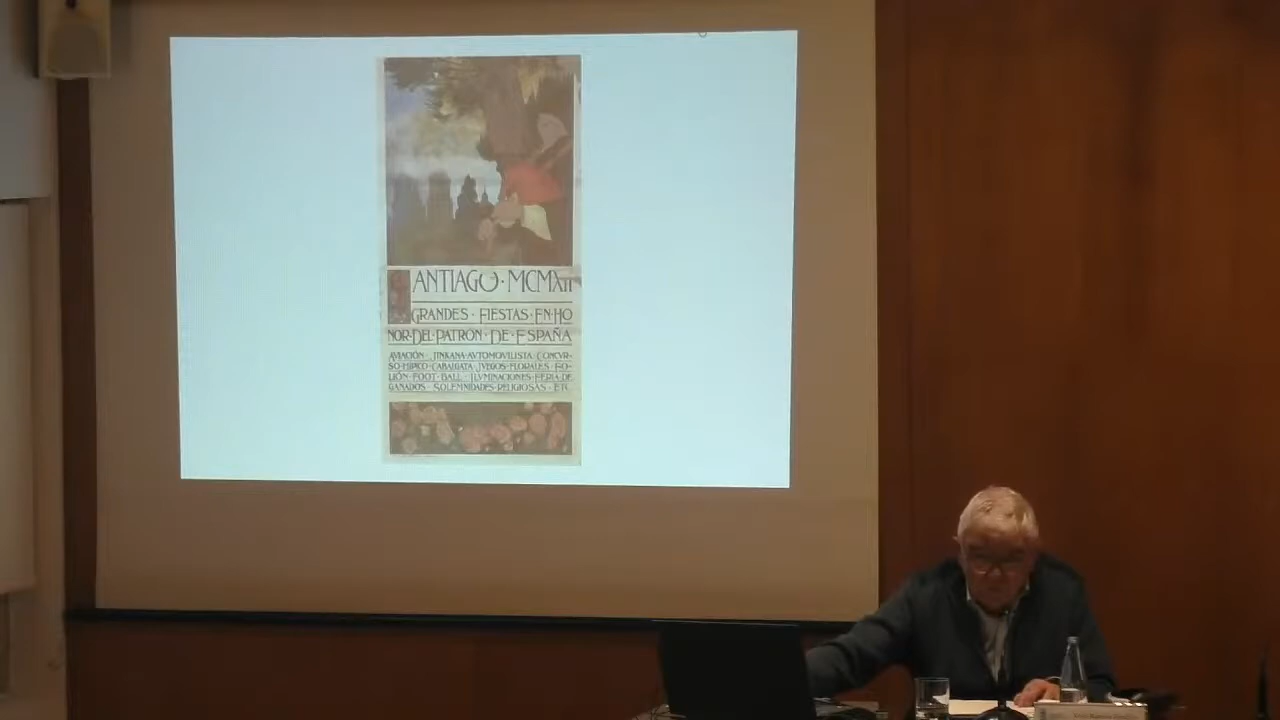 SANTIAGO·MCMXII
GRANDES·FIESTAS·EN·HO
NOR·DEL·PATRON·DE·ESPAÑA
AVIACIÓN·JINKANA·AVTOMOVILISTA·CONCVR-
SO·HIPICO·CABALGATA·JVEGOS·FLORALES·FO-
LIÓN·FOOT·BALL·ILVMINACIONES·FERIA·DE
GANADOS·SOLEMNIDADES·RELIGIOSAS·ETC